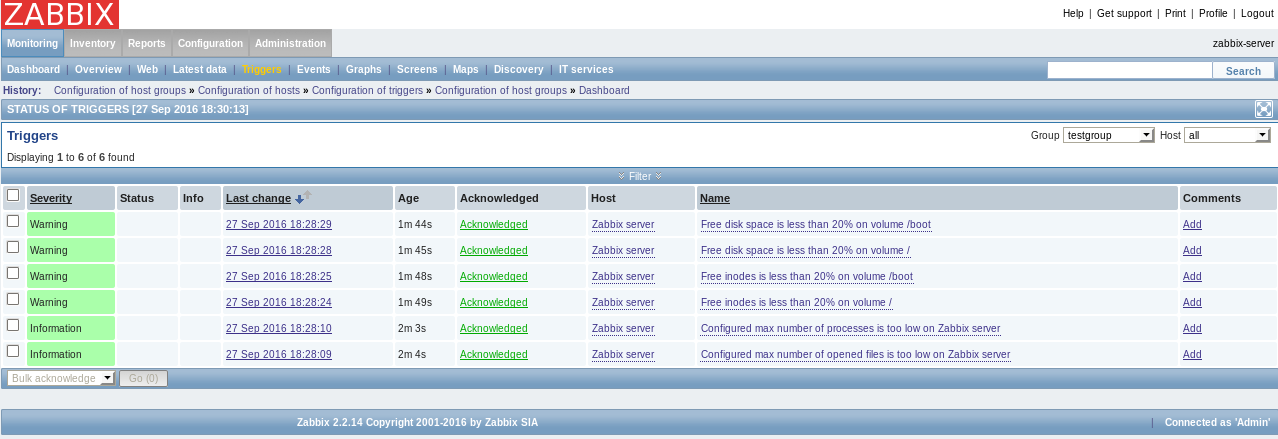 ZABBIX
Help | Get support | Print | Profile | Logout
Monitoring Inventory Reports Configuration Administration zabbix-server
Dashboard | Overview | Web | Latest data | Triggers | Events | Graphs | Screens | Maps | Discovery | IT services Search
History: Configuration of host groups » Configuration of hosts » Configuration of triggers » Configuration of host groups » Dashboard
STATUS OF TRIGGERS [27 Sep 2016 18:30:13]
Triggers Group testgroup Host all
Displaying 1 to 6 of 6 found
Filter
Severity Status Info Last change Age Acknowledged Host Name Comments
Warning 27 Sep 2016 18:28:29 1m 44s Acknowledged Zabbix server Free disk space is less than 20% on volume /boot Add
Warning 27 Sep 2016 18:28:28 1m 45s Acknowledged Zabbix server Free disk space is less than 20% on volume / Add
Warning 27 Sep 2016 18:28:25 1m 48s Acknowledged Zabbix server Free inodes is less than 20% on volume /boot Add
Warning 27 Sep 2016 18:28:24 1m 49s Acknowledged Zabbix server Free inodes is less than 20% on volume / Add
Information 27 Sep 2016 18:28:10 2m 3s Acknowledged Zabbix server Configured max number of processes is too low on Zabbix server Add
Information 27 Sep 2016 18:28:09 2m 4s Acknowledged Zabbix server Configured max number of opened files is too low on Zabbix server Add
Bulk acknowledge Go (0)
Zabbix 2.2.14 Copyright 2001-2016 by Zabbix SIA | Connected as 'Admin'